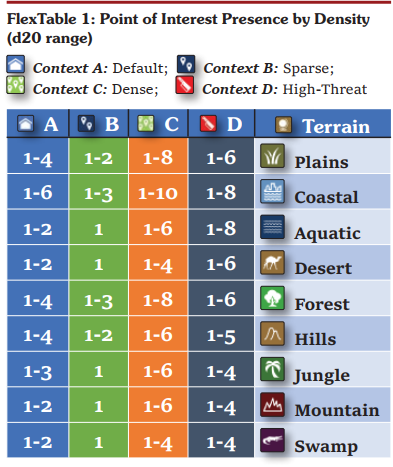 FlexTable 1: Point of Interest Presence by Density
(d20 range)
Context A: Default; Context B: Sparse;
Context C: Dense; Context D: High-Threat
A B C D Terrain
1-4 1-2 1-8 1-6 Plains
1-6 1-3 1-10 1-8 Coastal
1-2 1 1-6 1-8 Aquatic
1-2 1 1-4 1-6 Desert
1-4 1-3 1-8 1-6 Forest
1-4 1-2 1-6 1-5 Hills
1-3 1 1-6 1-4 Jungle
1-2 1 1-6 1-4 Mountain
1-2 1 1-4 1-4 Swamp